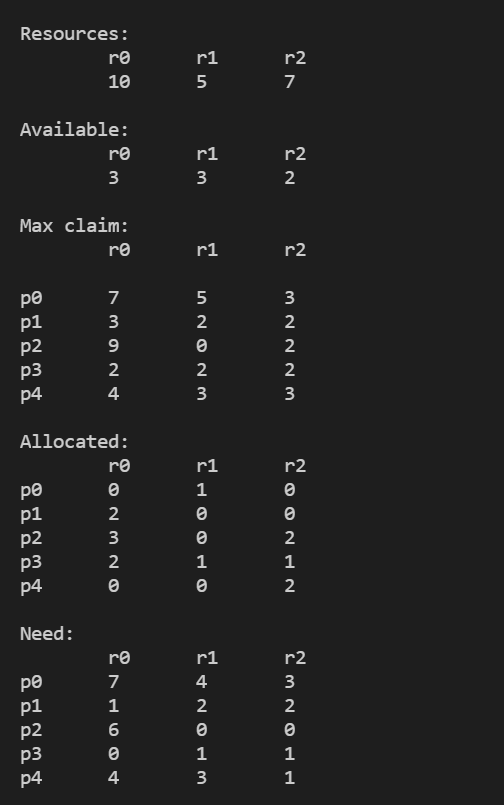 Resources:
r0 r1 r2
10 5 7
Available:
r0 r1 r2
3 3 2
Max claim:
r0 r1 r2
p0 7 5 3
p1 3 2 2
p2 9 0 2
p3 2 2 2
p4 4 3 3
Allocated:
r0 r1 r2
p0 0 1 0
p1 2 0 0
p2 3 0 2
p3 2 1 1
p4 0 0 2
Need:
r0 r1 r2
p0 7 4 3
p1 1 2 2
p2 6 0 0
p3 0 1 1
p4 4 3 1